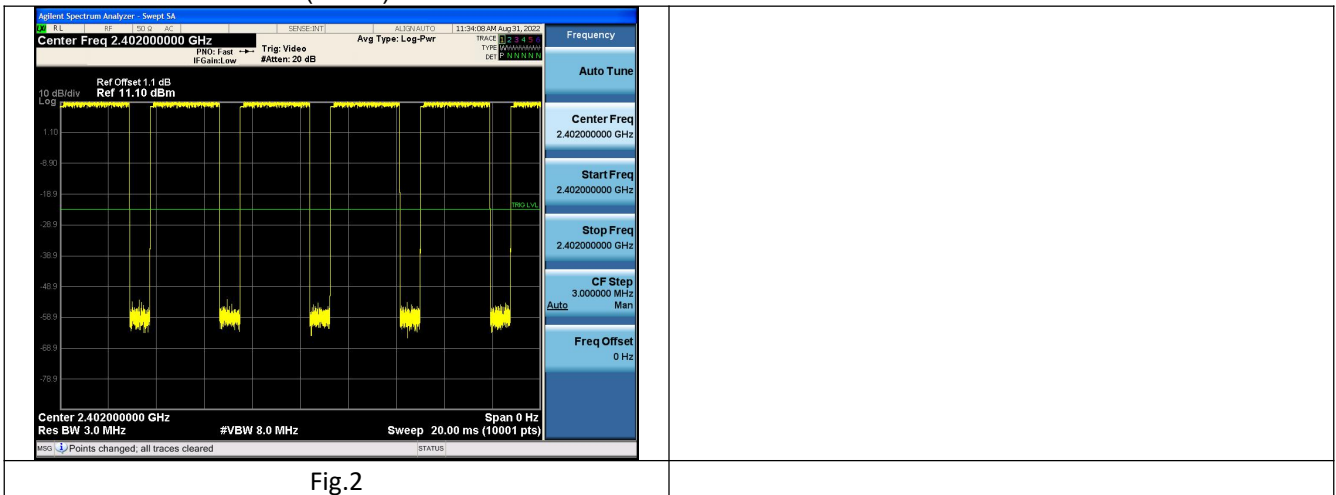 Agilent Spectrum Analyzer - Swept SA
RL RF 50 Ω AC SENSE:INT ALIGN AUTO 11:34:08 AM Aug 31, 2022
Center Freq 2.402000000 GHz
PNO: Fast
IFGain:Low
Trig: Video
#Atten: 20 dB
Avg Type: Log-Pwr
TRACE 1 2 3 4 5 6
TYPE
DET P N N N N N
Ref Offset 1.1 dB
Ref 11.10 dBm
10 dB/div
Log
1.10
-8.90
-18.9
-28.9
-38.9
-48.9
-58.9
-68.9
-78.9
TRIG LVL
Center 2.402000000 GHz
Span 0 Hz
Res BW 3.0 MHz
#VBW 8.0 MHz
Sweep 20.00 ms (10001 pts)
MSG Points changed; all traces cleared
STATUS
Frequency
Auto Tune
Center Freq
2.402000000 GHz
Start Freq
2.402000000 GHz
Stop Freq
2.402000000 GHz
CF Step
3.000000 MHz
Auto Man
Freq Offset
0 Hz
Fig.2